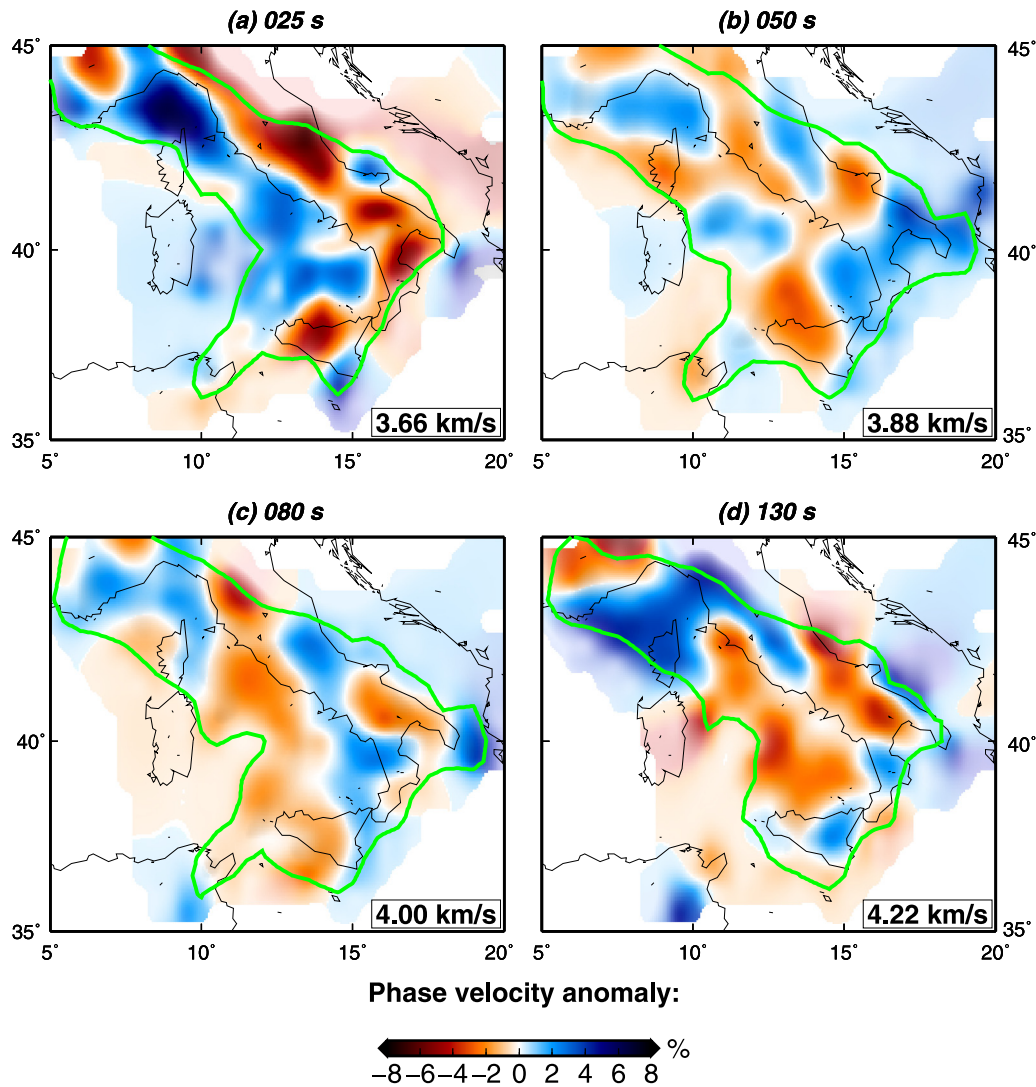 (a) 025 s
(b) 050 s
45˚
45˚
40˚
40˚
35˚
35˚
3.66 km/s
3.88 km/s
5˚ 10˚ 15˚ 20˚
5˚ 10˚ 15˚ 20˚
(c) 080 s
(d) 130 s
45˚
45˚
40˚
40˚
35˚
35˚
4.00 km/s
4.22 km/s
5˚ 10˚ 15˚ 20˚
5˚ 10˚ 15˚ 20˚
Phase velocity anomaly:
%
−8 −6 −4 −2 0 2 4 6 8